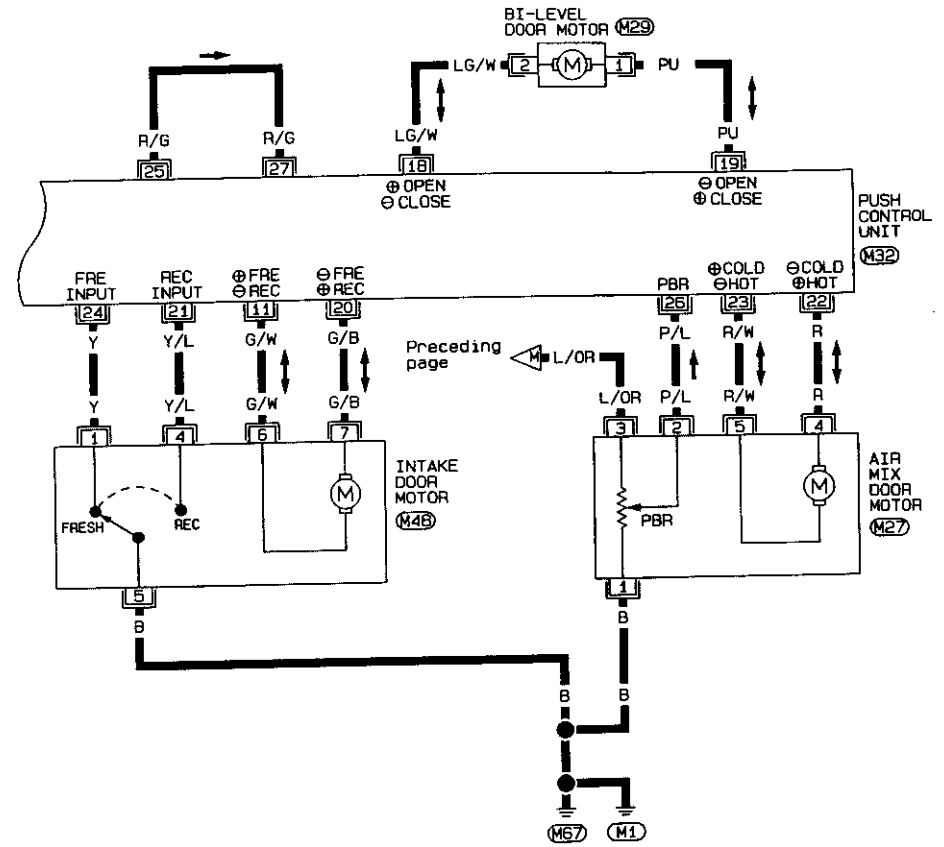 BI-LEVEL
DOOR MOTOR M29
LG/W 2 M 1 PU
R/G R/G LG/W PU
25 27 18 19
⊕ OPEN
⊖ CLOSE
⊖ OPEN
⊕ CLOSE
PUSH
CONTROL
UNIT
M32
FRE
INPUT
REC
INPUT
⊕ FRE
⊖ REC
⊖ FRE
⊕ REC
PBR
⊕COLD
⊖HOT
⊖COLD
⊕HOT
24 21 11 20 26 23 22
Y Y/L G/W G/B P/L R/W R
Preceding
page
M L/OR
Y Y/L G/W G/B L/OR P/L R/W R
1 4 6 7 3 2 5 4
INTAKE
DOOR
MOTOR
M48
AIR
MIX
DOOR
MOTOR
M27
M M
FRESH REC PBR
5 1
B B
B B
M67 M1